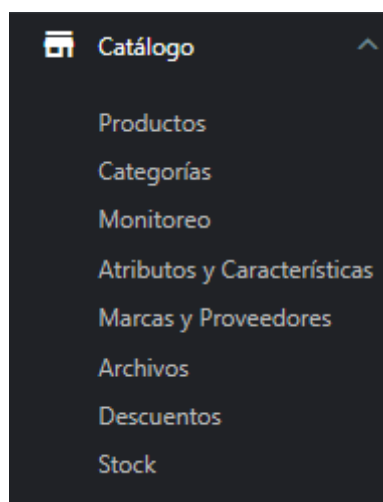 Catálogo
Productos
Categorías
Monitoreo
Atributos y Características
Marcas y Proveedores
Archivos
Descuentos
Stock